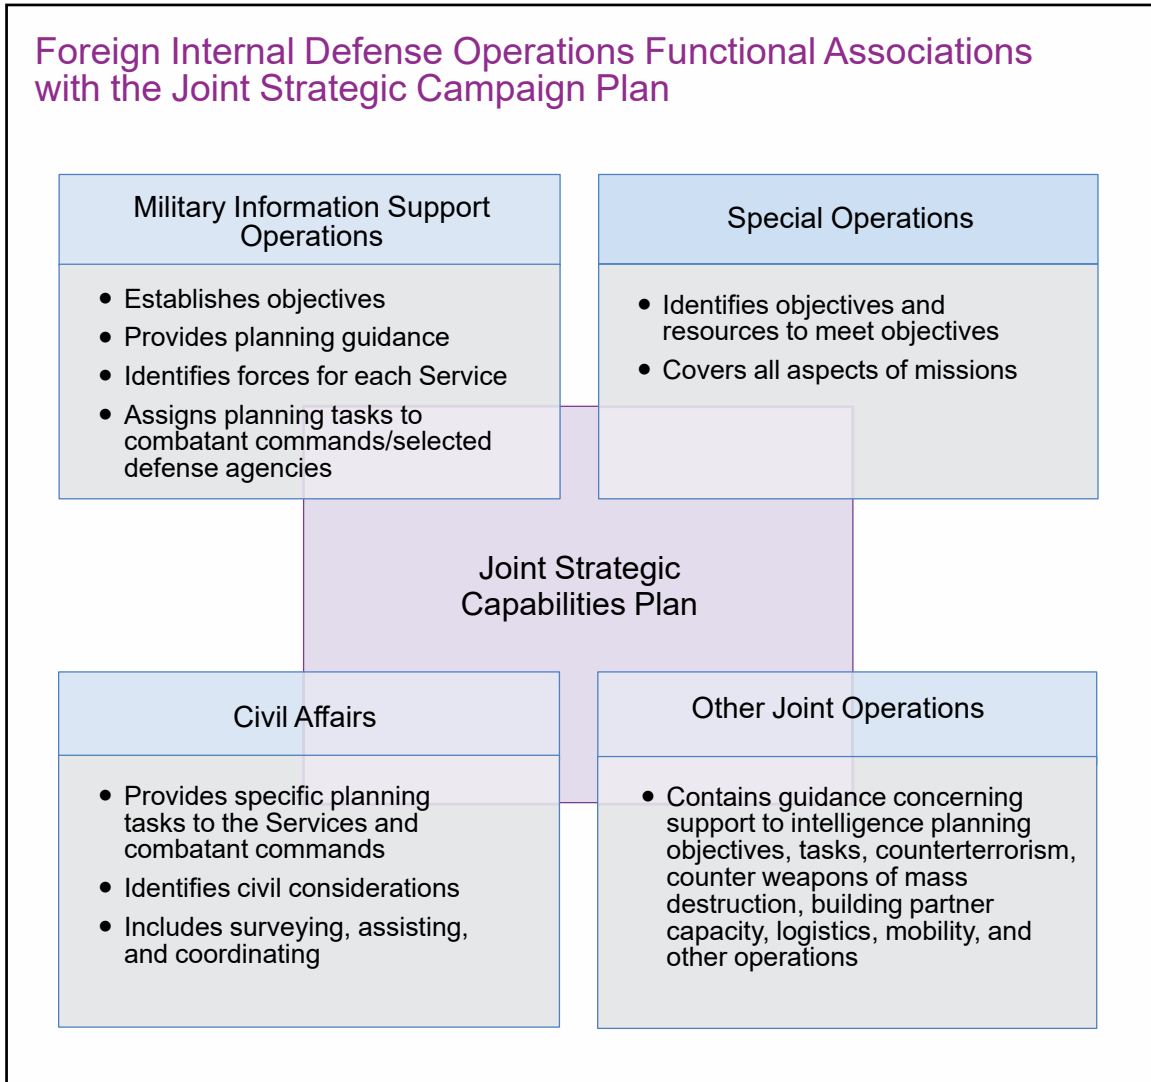 Foreign Internal Defense Operations Functional Associations
with the Joint Strategic Campaign Plan
Military Information Support
Operations
• Establishes objectives
• Provides planning guidance
• Identifies forces for each Service
• Assigns planning tasks to
combatant commands/selected
defense agencies
Special Operations
• Identifies objectives and
resources to meet objectives
• Covers all aspects of missions
Joint Strategic
Capabilities Plan
Civil Affairs
• Provides specific planning
tasks to the Services and
combatant commands
• Identifies civil considerations
• Includes surveying, assisting,
and coordinating
Other Joint Operations
• Contains guidance concerning
support to intelligence planning
objectives, tasks, counterterrorism,
counter weapons of mass
destruction, building partner
capacity, logistics, mobility, and
other operations